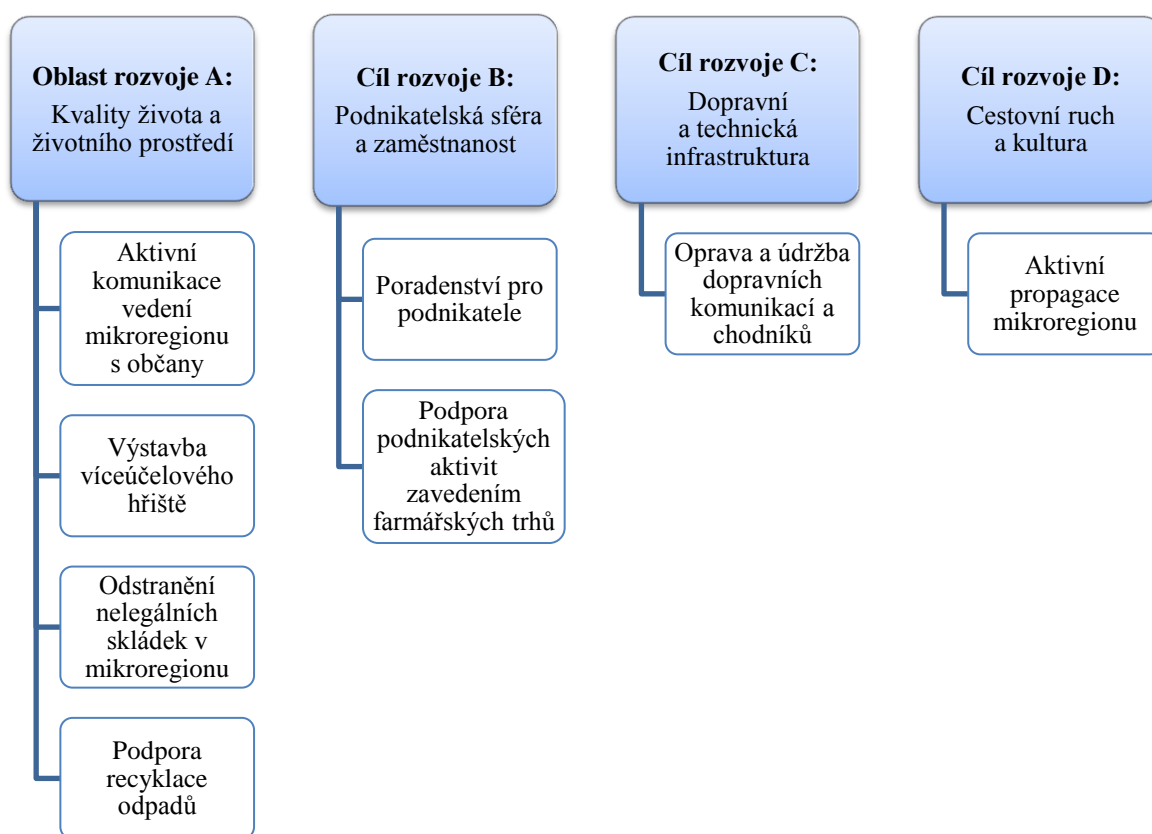 Oblast rozvoje A:
Kvality života a
životního prostředí
Aktivní
komunikace
vedení
mikroregionu
s občany
Výstavba
víceúčelového
hřiště
Odstranění
nelegálních
skládek v
mikroregionu
Podpora
recyklace
odpadů
Cíl rozvoje B:
Podnikatelská sféra
a zaměstnanost
Poradenství pro
podnikatele
Podpora
podnikatelských
aktivit
zavedením
farmářských trhů
Cíl rozvoje C:
Dopravní
a technická
infrastruktura
Oprava a údržba
dopravních
komunikací a
chodníků
Cíl rozvoje D:
Cestovní ruch
a kultura
Aktivní
propagace
mikroregionu